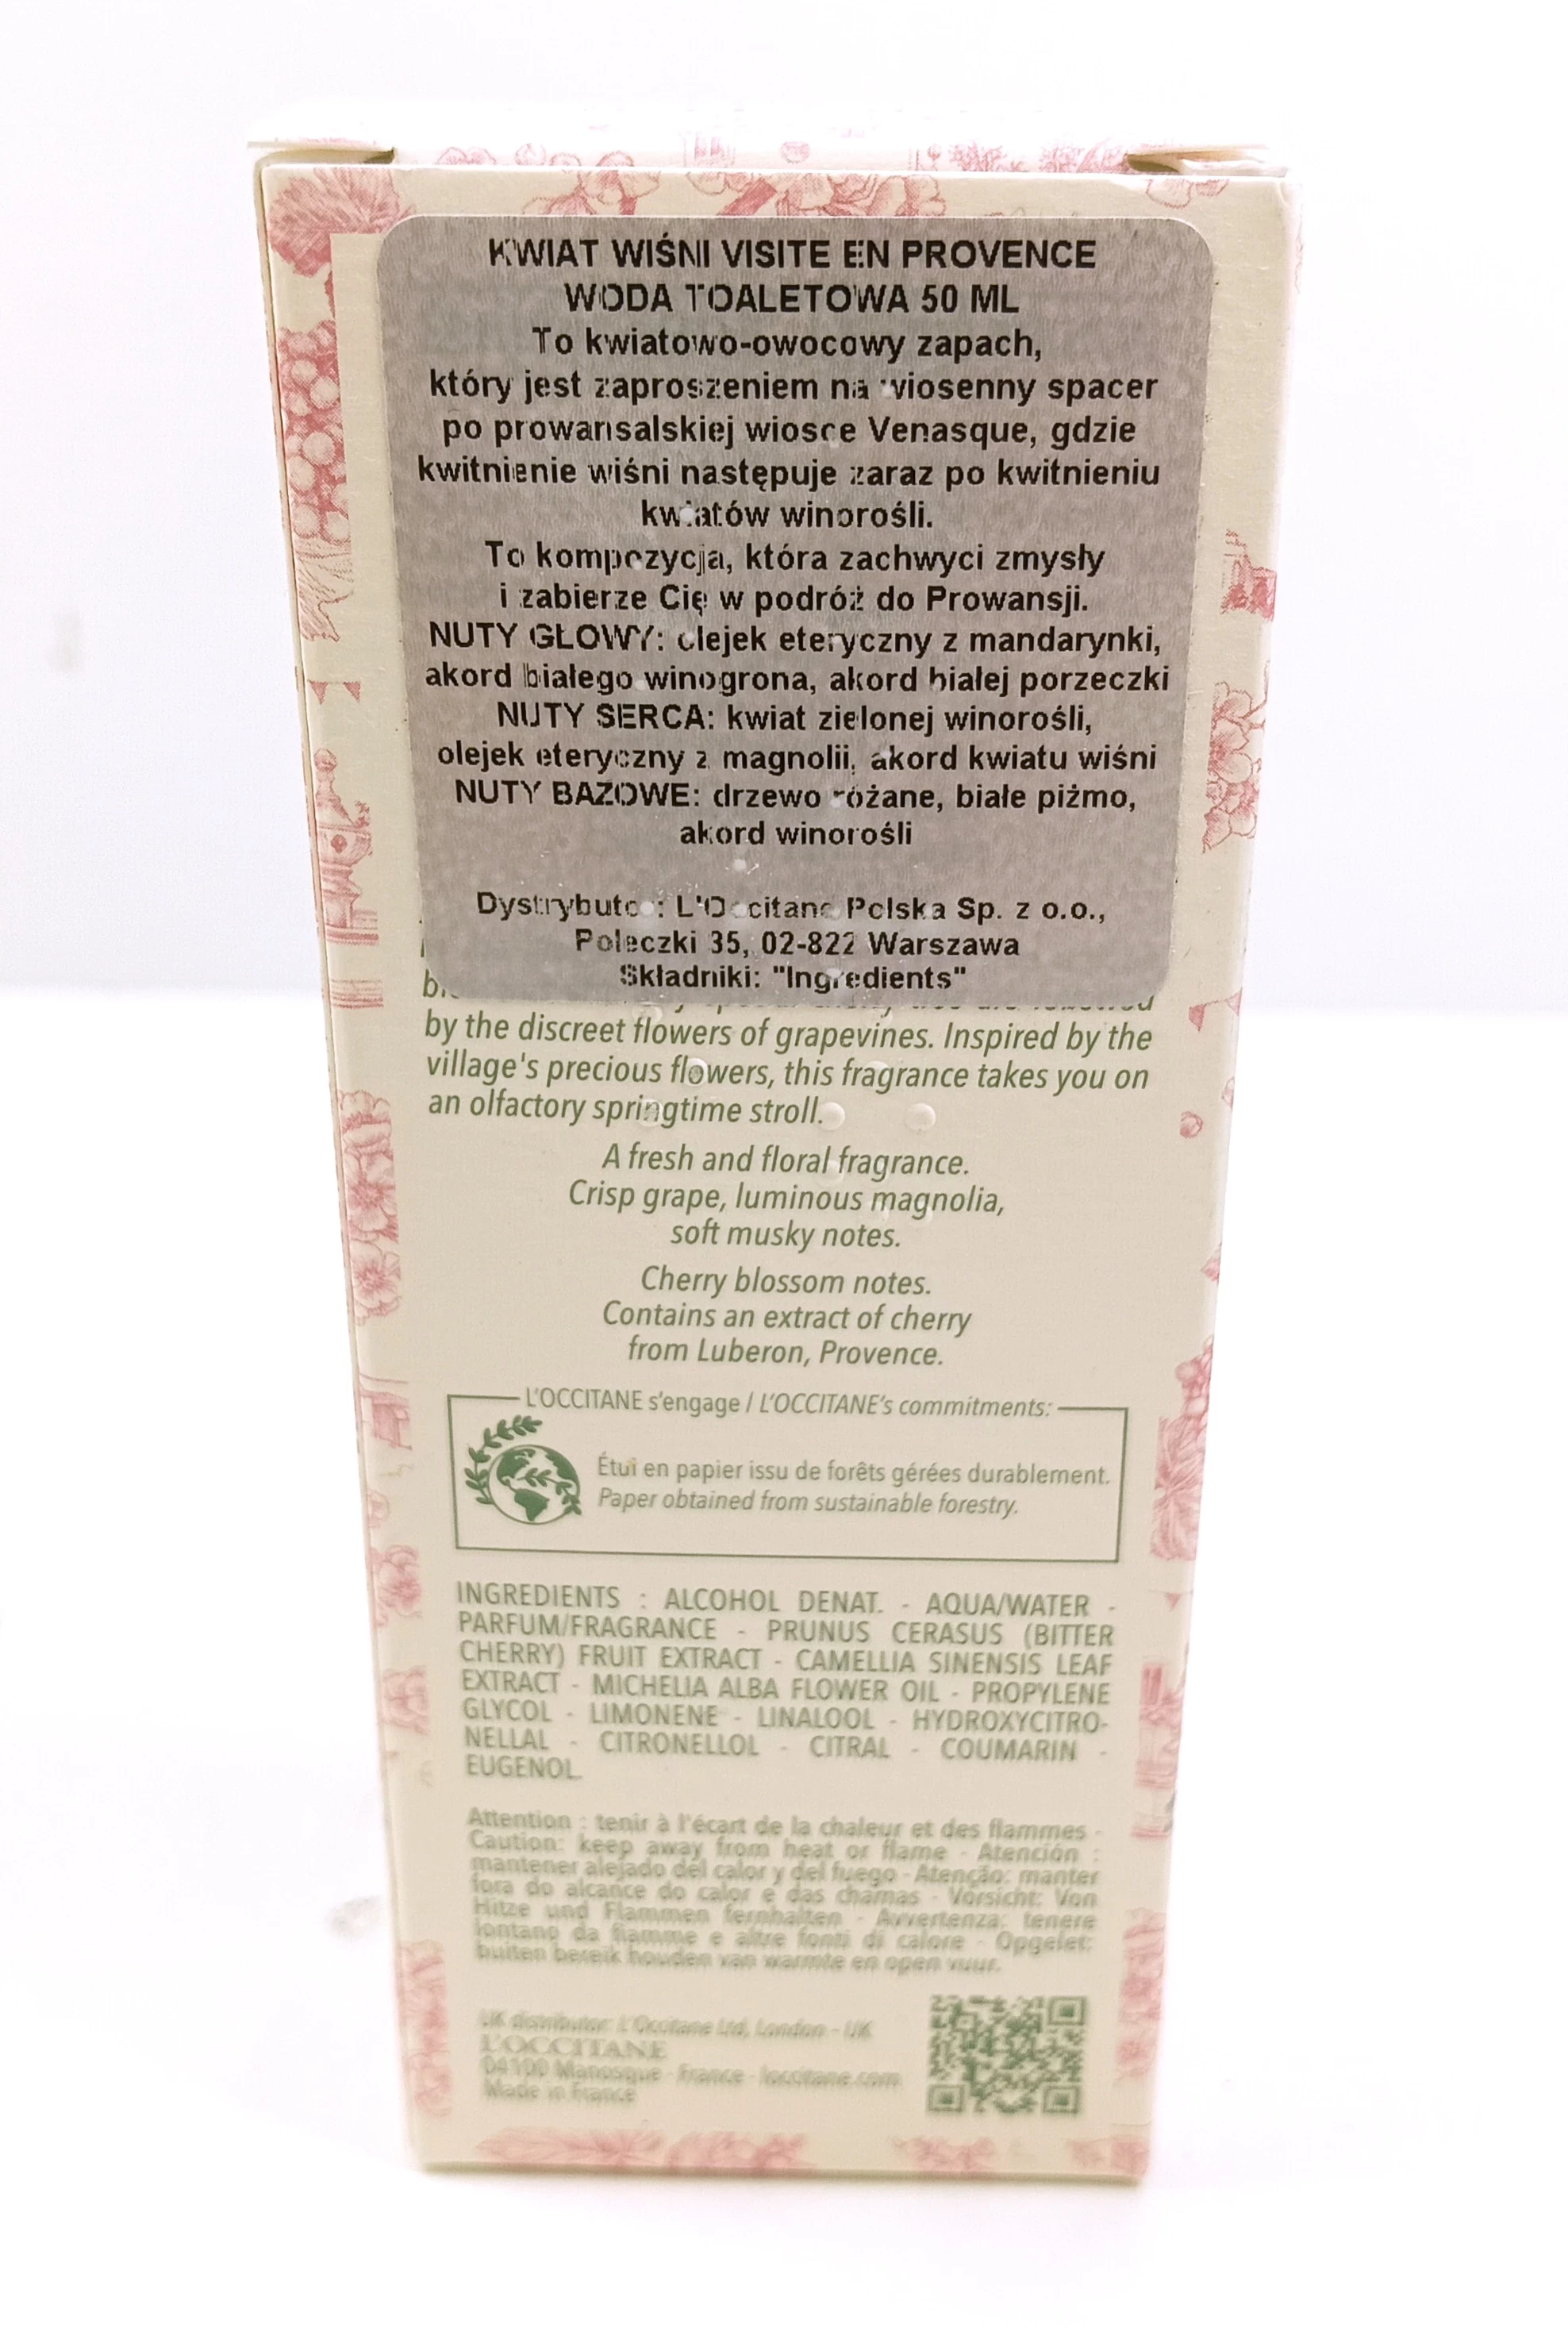 KWIAT WIŚNI VISITE EN PROVENCE
WODA TOALETOWA 50 ML
To kwiatowo-owocowy zapach,
który jest zaproszeniem na wiosenny spacer
po prowansalskiej wiosce Venasque, gdzie
kwitnienie wiśni następuje zaraz po kwitnieniu
kwiatów winorośli.
To kompozycja, która zachwyci zmysły
i zabierze Cię w podróż do Prowansji.
NUTY GŁOWY: olejek eteryczny z mandarynki,
akord białego winogrona, akord białej porzeczki
NUTY SERCA: kwiat zielonej winorośli,
olejek eteryczny z magnolii, akord kwiatu wiśni
NUTY BAZOWE: drzewo różane, białe piżmo,
akord winorośli
Dystrybutor: L'Occitane Polska Sp. z o.o.,
Poleczki 35, 02-822 Warszawa
Składniki: "Ingredients"
by the discreet flowers of grapevines. Inspired by the
village's precious flowers, this fragrance takes you on
an olfactory springtime stroll.
A fresh and floral fragrance.
Crisp grape, luminous magnolia,
soft musky notes.
Cherry blossom notes.
Contains an extract of cherry
from Luberon, Provence.
L'OCCITANE s'engage / L'OCCITANE's commitments:
Étui en papier issu de forêts gérées durablement.
Paper obtained from sustainable forestry.
INGREDIENTS : ALCOHOL DENAT. - AQUA/WATER -
PARFUM/FRAGRANCE - PRUNUS CERASUS (BITTER
CHERRY) FRUIT EXTRACT - CAMELLIA SINENSIS LEAF
EXTRACT - MICHELIA ALBA FLOWER OIL - PROPYLENE
GLYCOL - LIMONENE - LINALOOL - HYDROXYCITRO-
NELLAL - CITRONELLOL - CITRAL - COUMARIN -
EUGENOL.
Attention : tenir à l'écart de la chaleur et des flammes -
Caution: keep away from heat or flame - Atención :
mantener alejado del calor y del fuego - Atenção: manter
fora do alcance do calor e das chamas - Vorsicht: Von
Hitze und Flammen fernhalten - Avvertenza: tenere
lontano da fiamme e altre fonti di calore - Opgelet:
buiten bereik houden van warmte en open vuur.
UK distributor: L'Occitane Ltd, London - UK
L'OCCITANE
04100 Manosque - France - loccitane.com
Made in France